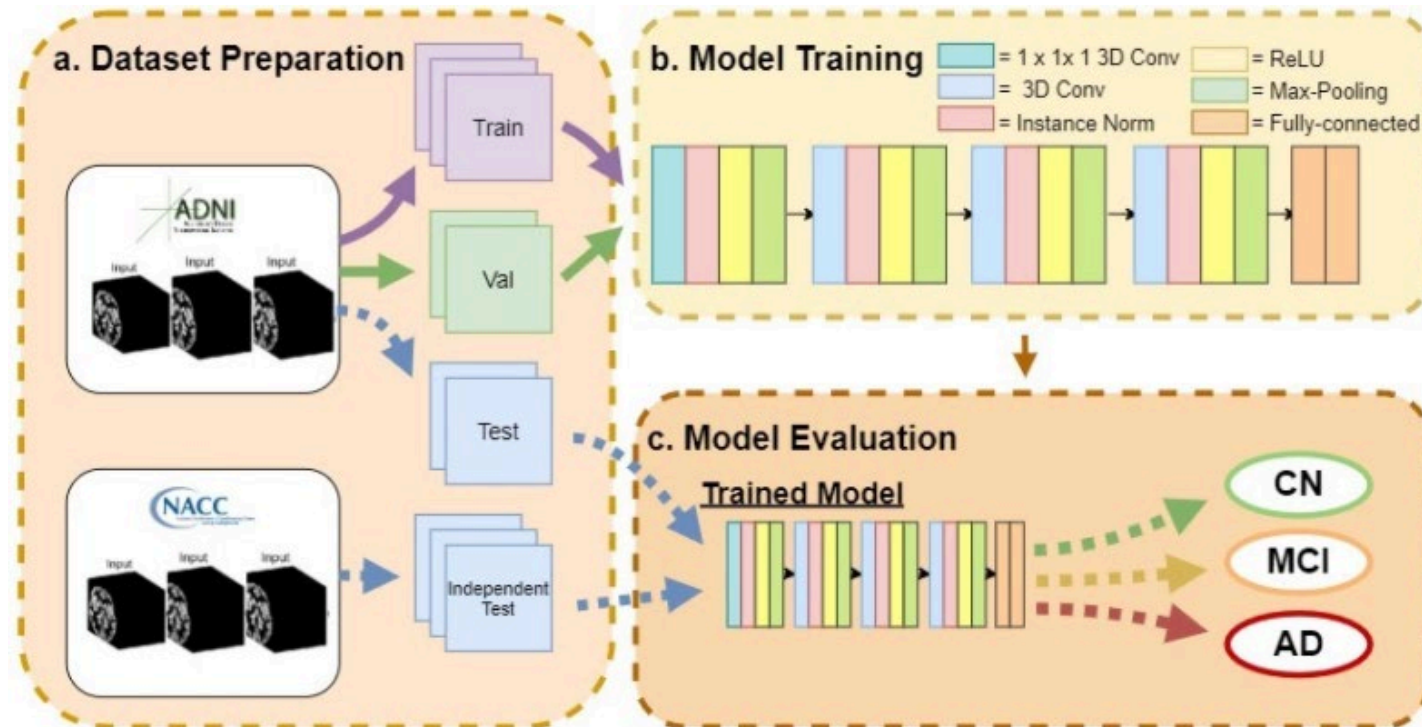 a. Dataset Preparation
Train
ADNI
Input
Input
Input
Val
Test
NACC
Input
Input
Input
Independent
Test
b. Model Training
= 1 x 1x 1 3D Conv
= 3D Conv
= Instance Norm
= ReLU
= Max-Pooling
= Fully-connected
c. Model Evaluation
Trained Model
CN
MCI
AD